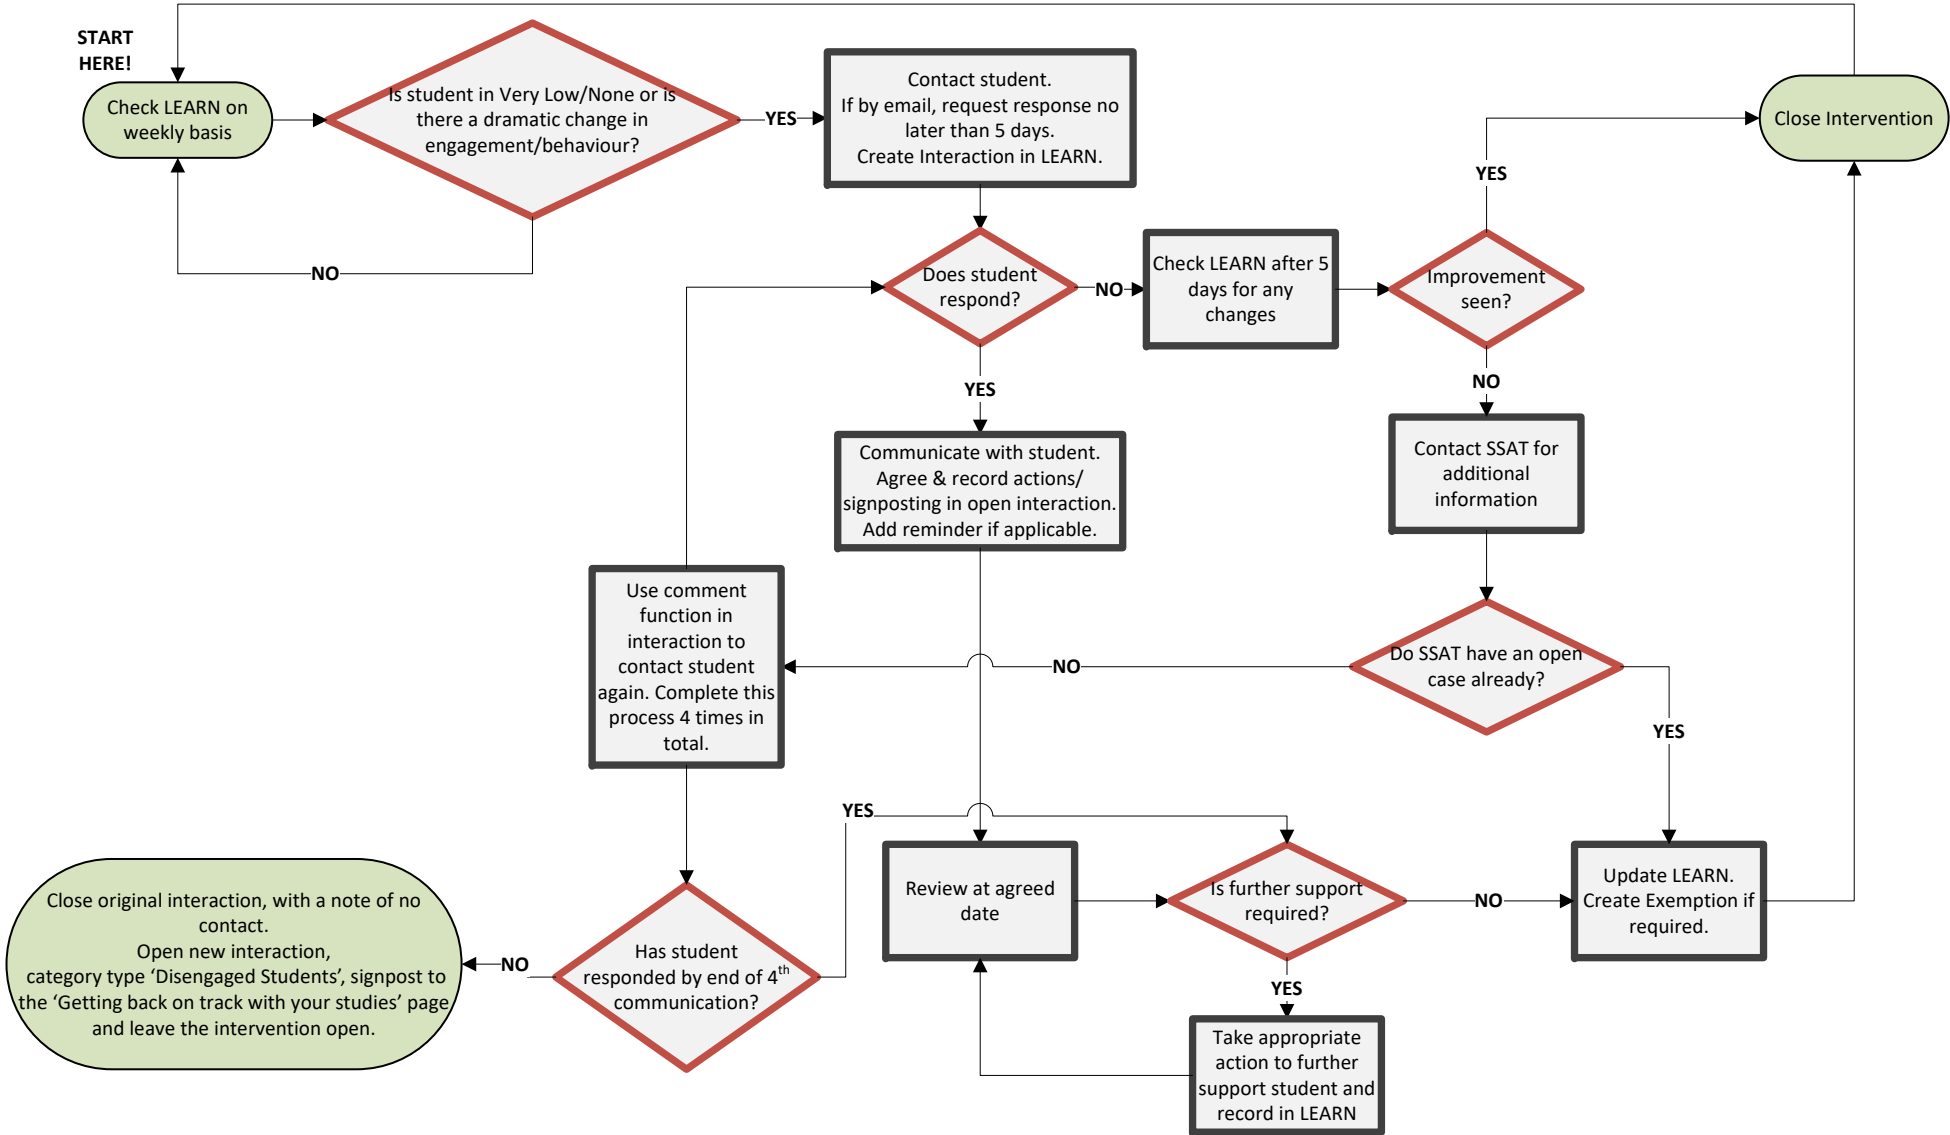 START
HERE!
Check LEARN on
weekly basis
Is student in Very Low/None or is
there a dramatic change in
engagement/behaviour?
NO
YES
Contact student.
If by email, request response no
later than 5 days.
Create Interaction in LEARN.
Close Intervention
Does student
respond?
NO
Check LEARN after 5
days for any
changes
Improvement
seen?
YES
NO
YES
Communicate with student.
Agree & record actions/
signposting in open interaction.
Add reminder if applicable.
Contact SSAT for
additional
information
Do SSAT have an open
case already?
NO
YES
Use comment
function in
interaction to
contact student
again. Complete this
process 4 times in
total.
Has student
responded by end of 4th
communication?
YES
NO
Close original interaction, with a note of no
contact.
Open new interaction,
category type ‘Disengaged Students’, signpost to
the ‘Getting back on track with your studies’ page
and leave the intervention open.
Review at agreed
date
Is further support
required?
NO
Update LEARN.
Create Exemption if
required.
YES
Take appropriate
action to further
support student and
record in LEARN